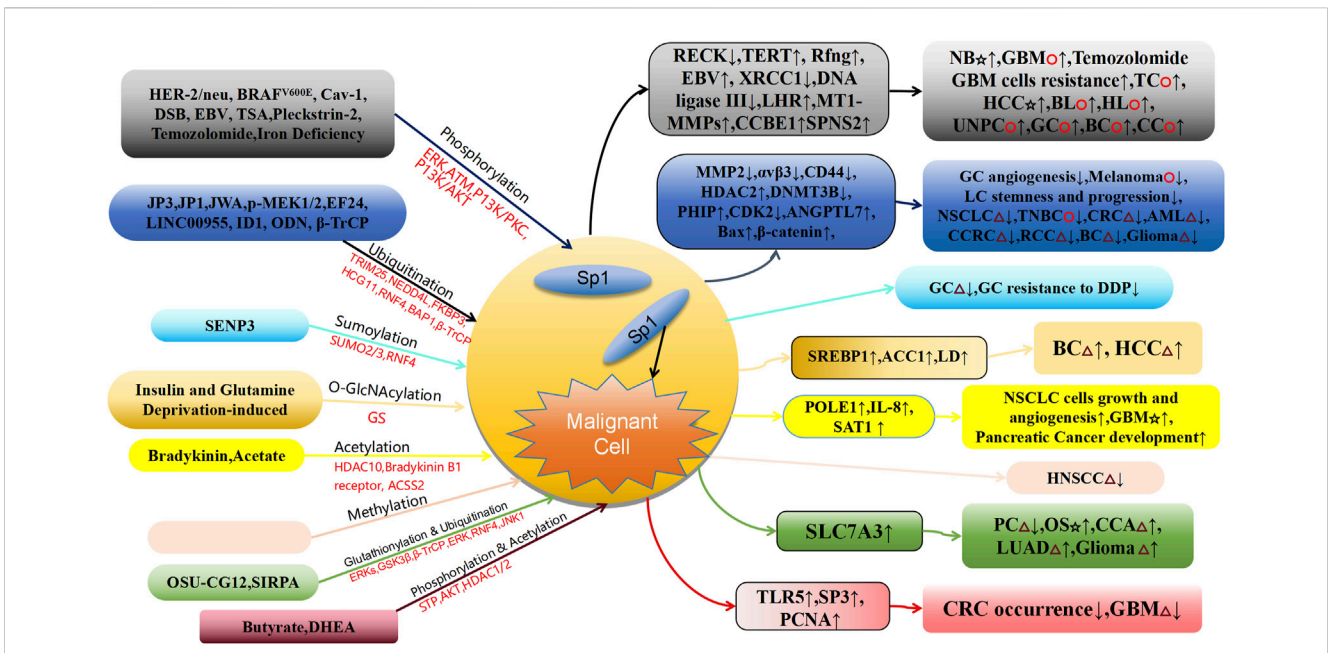 HER-2/neu, BRAFV600E, Cav-1,
DSB, EBV, TSA,Pleckstrin-2,
Temozolomide,Iron Deficiency
Phosphorylation
ERK,ATM,P13K/PKC,
P13K/AKT
JP3,JP1,JWA,p-MEK1/2,EF24,
LINC00955, ID1, ODN, β-TrCP
Ubiquitination
TRIM25,NEDD4L,FKBP3,
HCG11,RNF4,BAP1,β-TrCP
SENP3
Sumoylation
SUMO2/3,RNF4
Insulin and Glutamine
Deprivation-induced
O-GlcNAcylation
GS
Bradykinin,Acetate
Acetylation
HDAC10,Bradykinin B1
receptor, ACSS2
Methylation
OSU-CG12,SIRPA
Glutathionylation & Ubiquitination
ERKs,GSK3β,β-TrCP,ERK,RNF4,JNK1
Butyrate,DHEA
Phosphorylation & Acetylation
STP,AKT,HDAC1/2
Sp1
Sp1
Malignant
Cell
RECK↓,TERT↑, Rfng↑,
EBV↑, XRCC1↓,DNA
ligase III↓,LHR↑,MT1-
MMPs↑,CCBE1↑SPNS2↑
NB☆↑,GBM○↑,Temozolomide
GBM cells resistance↑,TC○↑,
HCC☆↑,BL○↑,HL○↑,
UNPC○↑,GC○↑,BC○↑,CC○↑
MMP2↓,αvβ3↓,CD44↓,
HDAC2↑,DNMT3B↓,
PHIP↑,CDK2↓,ANGPTL7↑,
Bax↑,β-catenin↑,
GC angiogenesis↓,Melanoma○↓,
LC stemness and progression↓,
NSCLC△↓,TNBC○↓,CRC△↓,AML△↓,
CCRC△↓,RCC△↓,BC△↓,Glioma△↓
GC△↓,GC resistance to DDP↓
SREBP1↑,ACC1↑,LD↑
BC△↑, HCC△↑
POLE1↑,IL-8↑,
SAT1 ↑
NSCLC cells growth and
angiogenesis↑,GBM☆↑,
Pancreatic Cancer development↑
HNSCC△↓
SLC7A3↑
PC△↓,OS☆↑,CCA△↑,
LUAD△↑,Glioma△↑
TLR5↑,SP3↑,
PCNA↑
CRC occurrence↓,GBM△↓